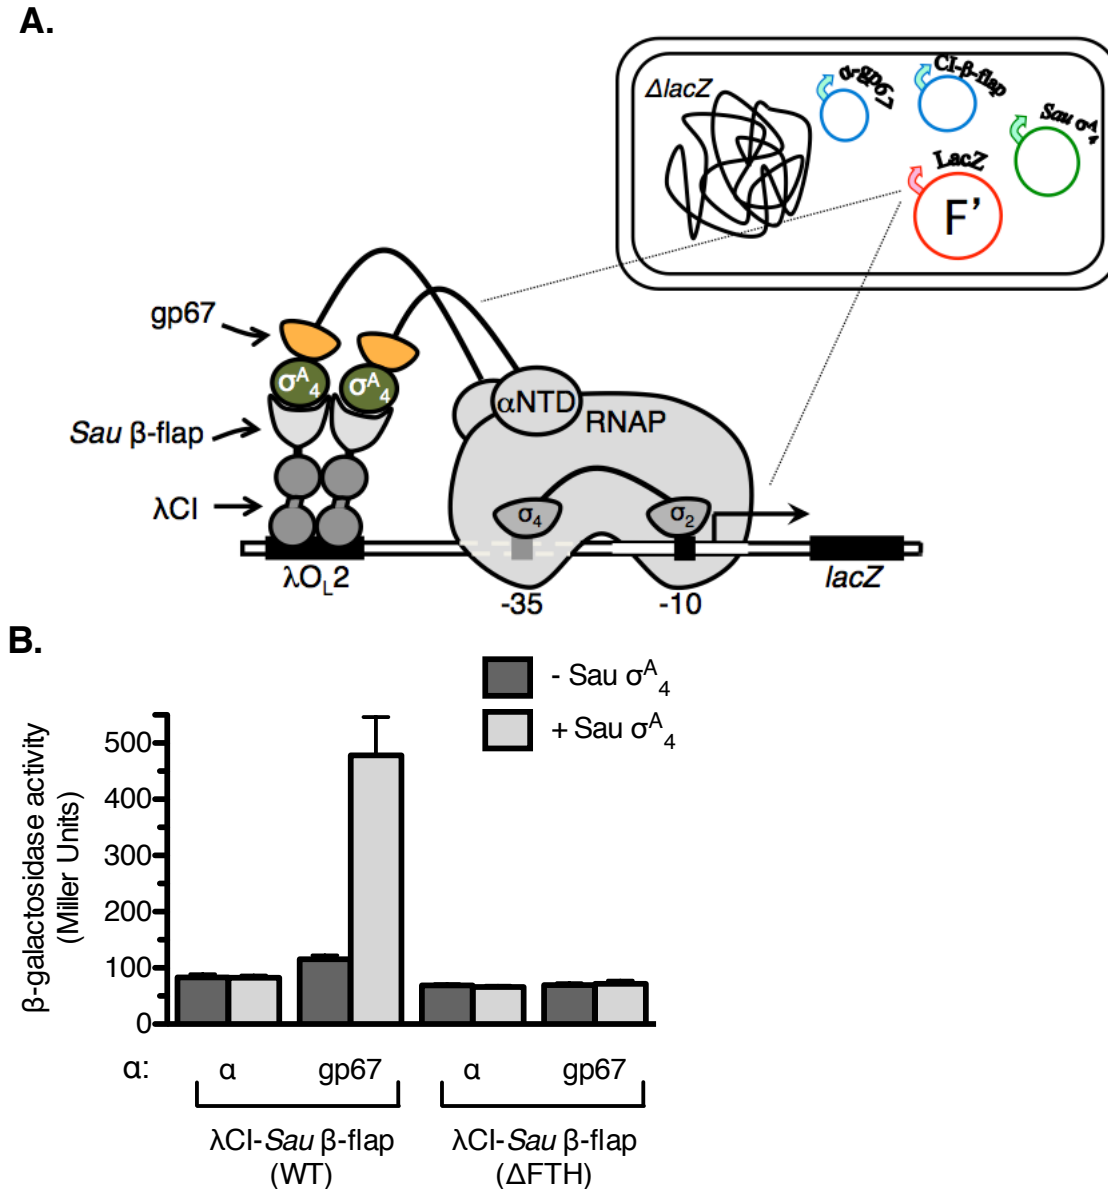 A.
ΔlacZ
α-gp67
CI-β-flap
Sau σᴬ₄
LacZ
F'
gp67
σᴬ₄
σᴬ₄
αNTD
RNAP
Sau β-flap
λCI
σ₄
σ₂
λO_L2
-35
-10
lacZ
B.
- Sau σᴬ₄
+ Sau σᴬ₄
β-galactosidase activity
(Miller Units)
500
400
300
200
100
0
α: α gp67 α gp67
λCI-Sau β-flap λCI-Sau β-flap
(WT) (ΔFTH)